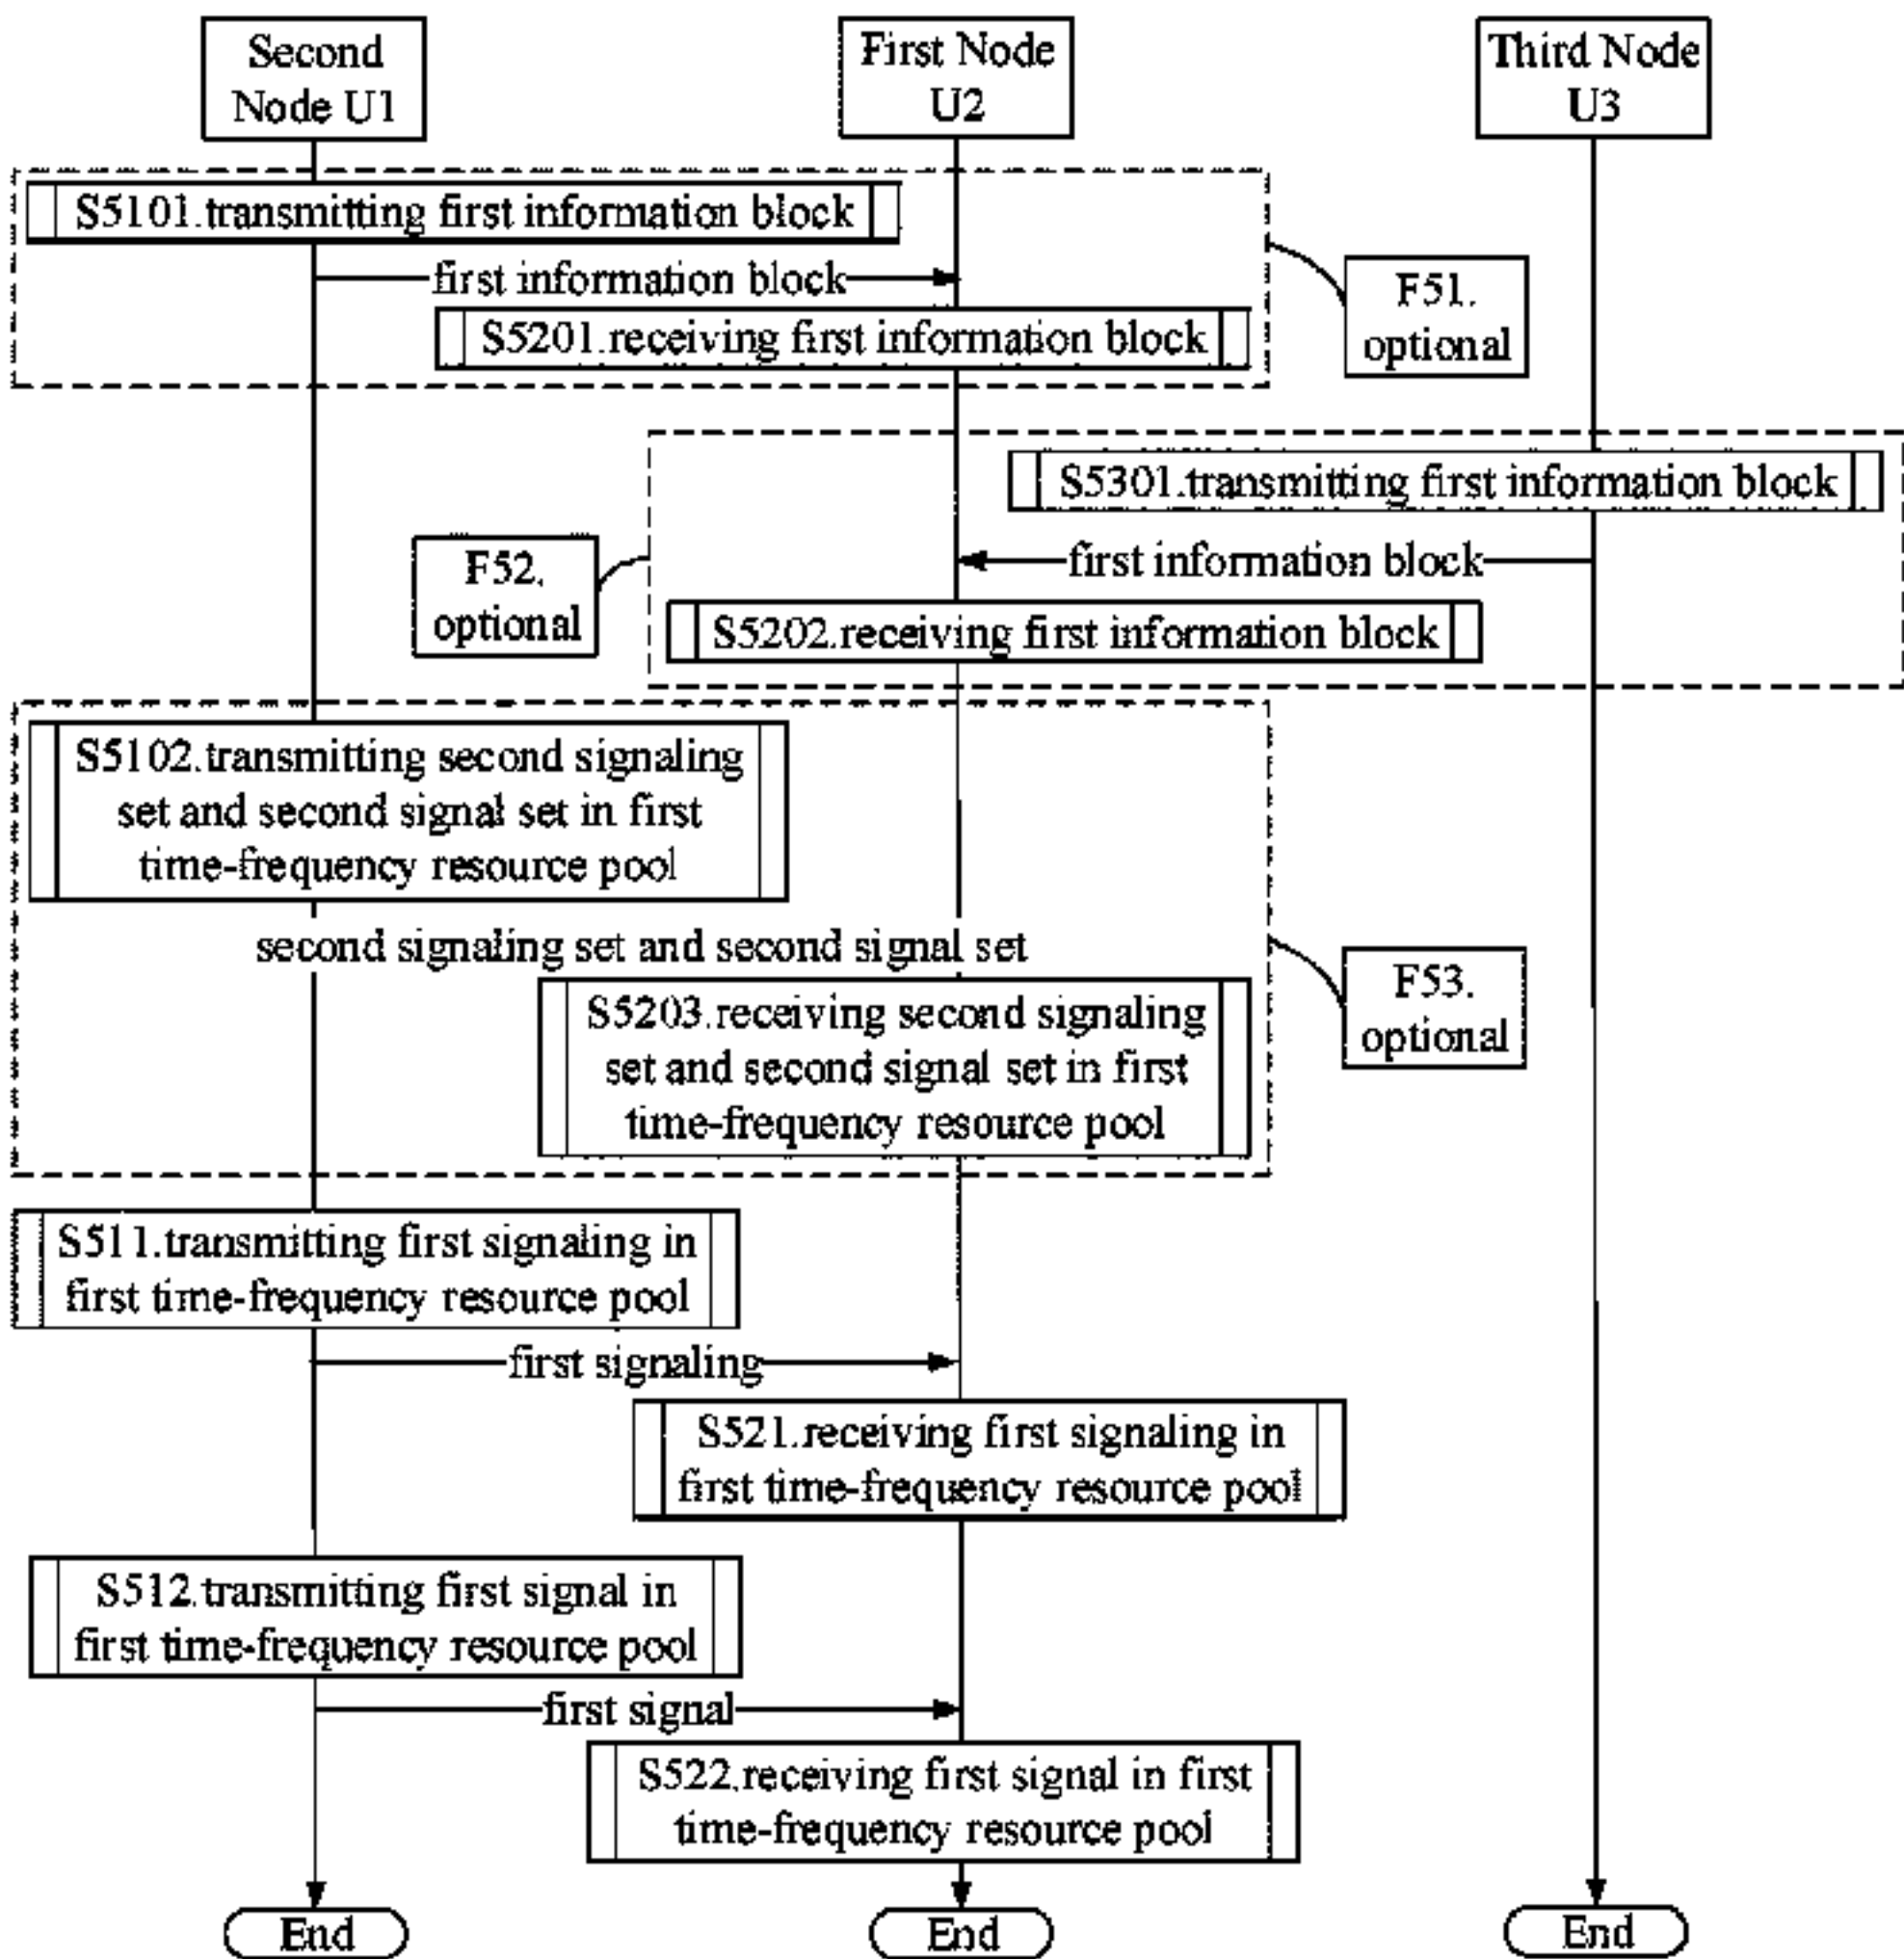 Second
Node U1
First Node
U2
Third Node
U3
S5101.transmitting first information block
first information block
S5201.receiving first information block
F51.
optional
S5301.transmitting first information block
first information block
F52.
optional
S5202.receiving first information block
S5102.transmitting second signaling
set and second signal set in first
time-frequency resource pool
second signaling set and second signal set
S5203.receiving second signaling
set and second signal set in first
time-frequency resource pool
F53.
optional
S511.transmitting first signaling in
first time-frequency resource pool
first signaling
S521.receiving first signaling in
first time-frequency resource pool
S512.transmitting first signal in
first time-frequency resource pool
first signal
S522.receiving first signal in first
time-frequency resource pool
End
End
End